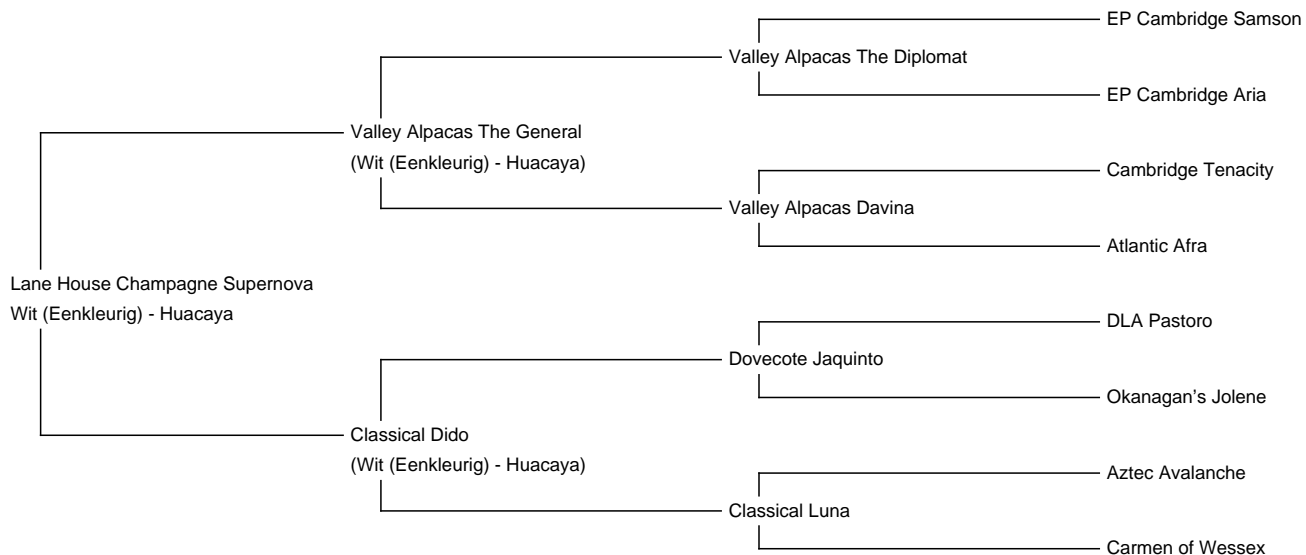 EP Cambridge Samson
Valley Alpacas The Diplomat
EP Cambridge Aria
Valley Alpacas The General
(Wit (Eenkleurig) - Huacaya)
Cambridge Tenacity
Valley Alpacas Davina
Atlantic Afra
Lane House Champagne Supernova
Wit (Eenkleurig) - Huacaya
DLA Pastoro
Dovecote Jaquinto
Okanagan's Jolene
Classical Dido
(Wit (Eenkleurig) - Huacaya)
Aztec Avalanche
Classical Luna
Carmen of Wessex